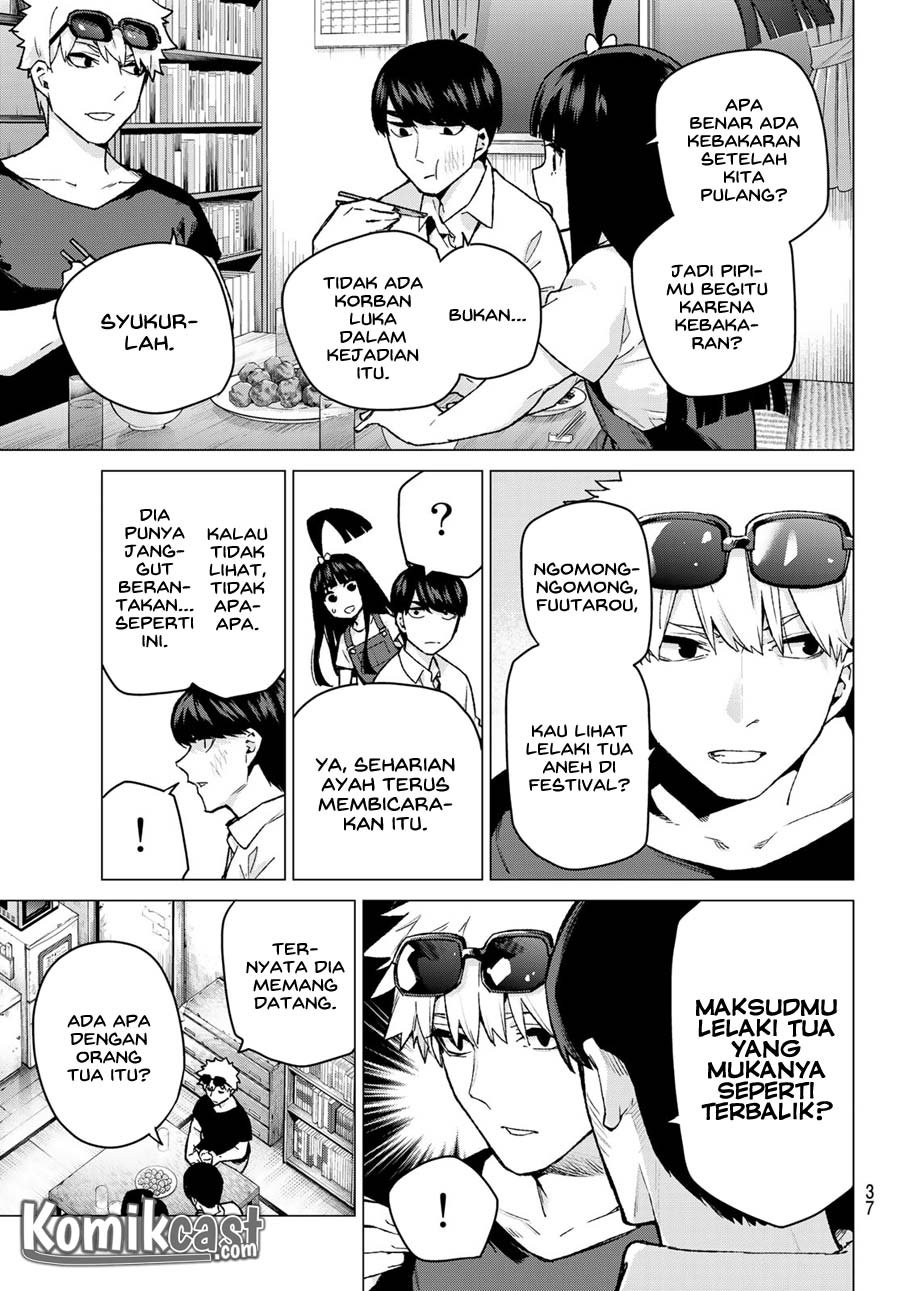 APA
BENAR ADA
KEBAKARAN
SETELAH
KITA
PULANG?
JADI PIPI-
MU BEGITU
KARENA
KEBAKA-
RAN?
BUKAN...
TIDAK ADA
KORBAN
LUKA
DALAM
KEJADIAN
ITU.
SYUKUR-
LAH.
NGOMONG-
NGOMONG,
FUUTAROU,
KAU LIHAT
LELAKI TUA
ANEH DI
FESTIVAL?
?
YA, SEHARIAN
AYAH TERUS
MEMBICARA-
KAN ITU.
KALAU
TIDAK
LIHAT,
TIDAK
APA-
APA.
DIA
PUNYA
JANG-
GUT
BERAN-
TAKAN...
SEPERTI
INI.
!
MAKSUDMU
LELAKI TUA
YANG
MUKANYA
SEPERTI
TERBALIK?
!
TER-
NYATA DIA
MEMANG
DATANG.
ADA APA
DENGAN
ORANG
TUA ITU?
37
Komikcast
.com